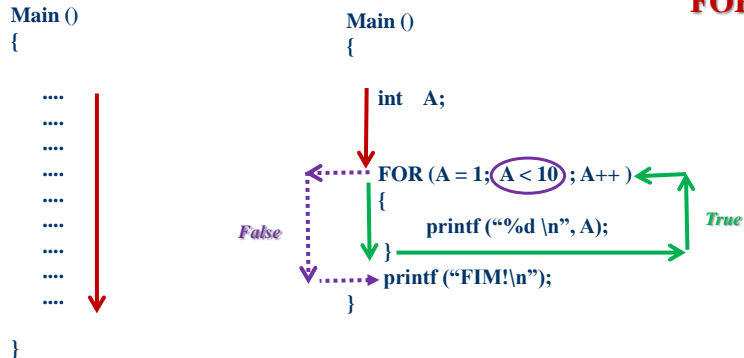 FOR
Main ()
{
....
....
....
....
....
....
....
....
....
}
Main ()
{
int A;
FOR (A = 1; A < 10 ; A++ )
{
printf (“%d \n”, A);
}
printf (“FIM!\n”);
}
False
True